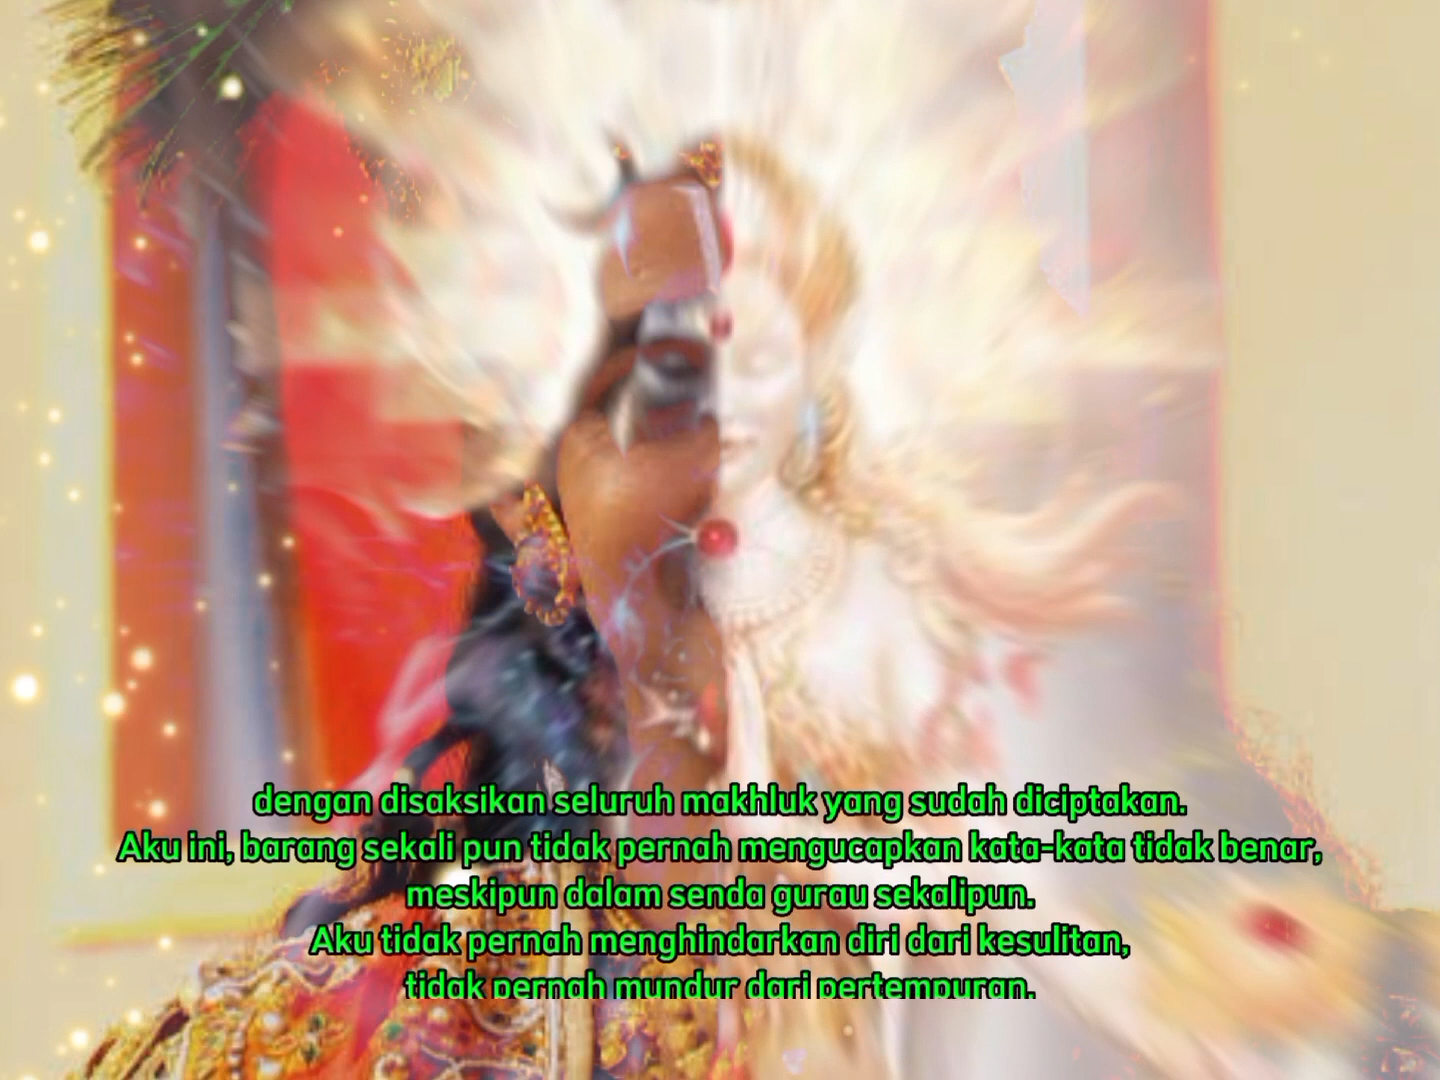 dengan disaksikan seluruh makhluk yang sudah diciptakan.
Aku ini, barang sekali pun tidak pernah mengucapkan kata-kata tidak benar,
meskipun dalam senda gurau sekalipun.
Aku tidak pernah menghindarkan diri dari kesulitan,
tidak pernah mundur dari pertempuran.